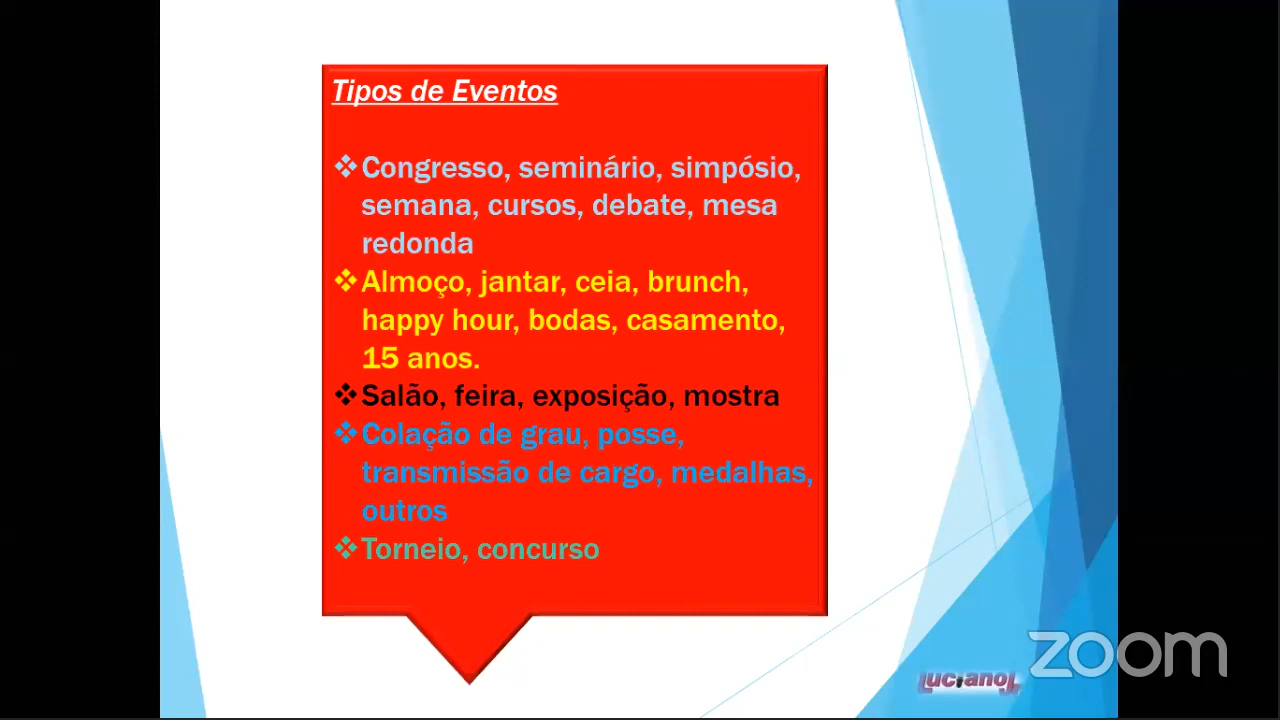 Tipos de Eventos
❖Congresso, seminário, simpósio,
semana, cursos, debate, mesa
redonda
❖Almoço, jantar, ceia, brunch,
happy hour, bodas, casamento,
15 anos.
❖Salão, feira, exposição, mostra
❖Colação de grau, posse,
transmissão de cargo, medalhas,
outros
❖Torneio, concurso
zoom